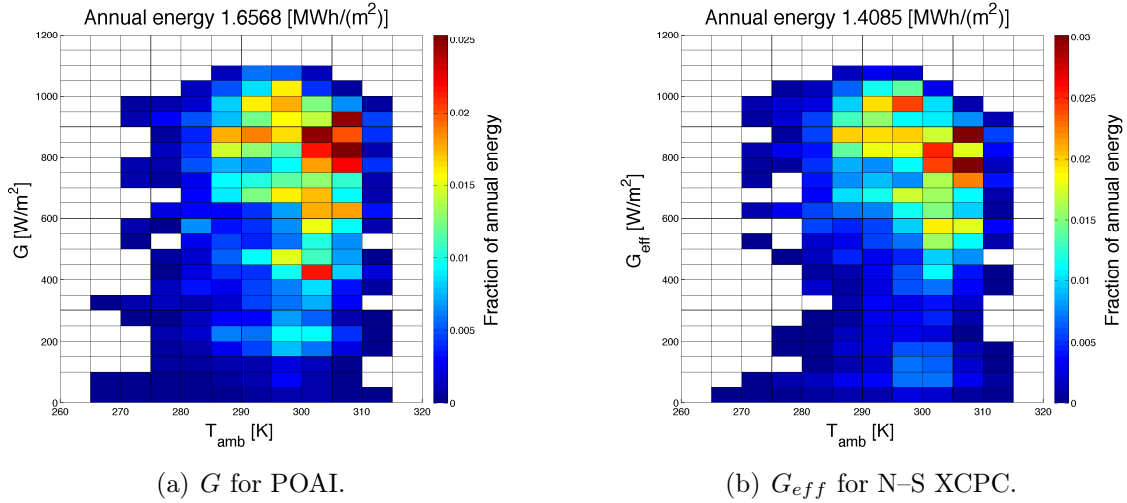 Annual energy 1.6568 [MWh/(m²)]
1200
1000
800
600
400
200
0
G [W/m²]
260 270 280 290 300 310 320
T_amb [K]
0.025
0.02
0.015
0.01
0.005
0
Fraction of annual energy
(a) G for POAI.
Annual energy 1.4085 [MWh/(m²)]
1200
1000
800
600
400
200
0
G_eff [W/m²]
260 270 280 290 300 310 320
T_amb [K]
0.03
0.025
0.02
0.015
0.01
0.005
0
Fraction of annual energy
(b) G_eff for N–S XCPC.